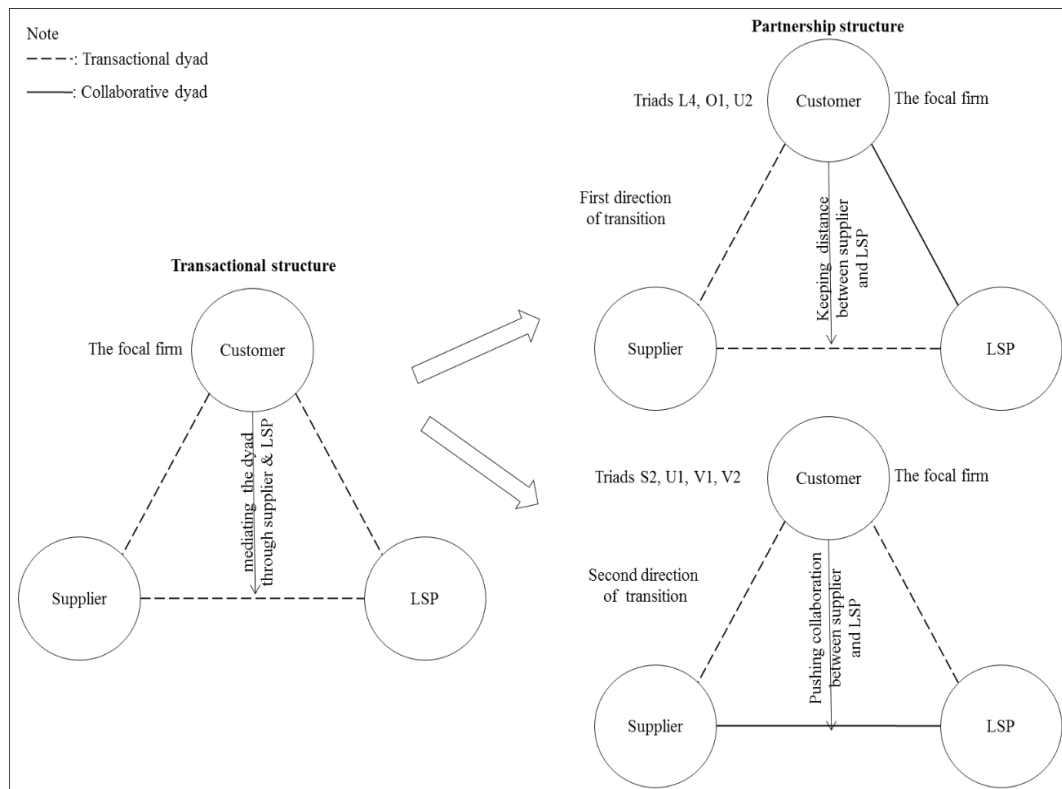 Note
: Transactional dyad
: Collaborative dyad
Partnership structure
Triads L4, O1, U2
Customer
The focal firm
First direction
of transition
Keeping distance
between supplier
and LSP
Supplier
LSP
Transactional structure
The focal firm
Customer
mediating the dyad
through supplier & LSP
Supplier
LSP
Triads S2, U1, V1, V2
Customer
The focal firm
Second direction
of transition
Pushing collaboration
between supplier
and LSP
Supplier
LSP